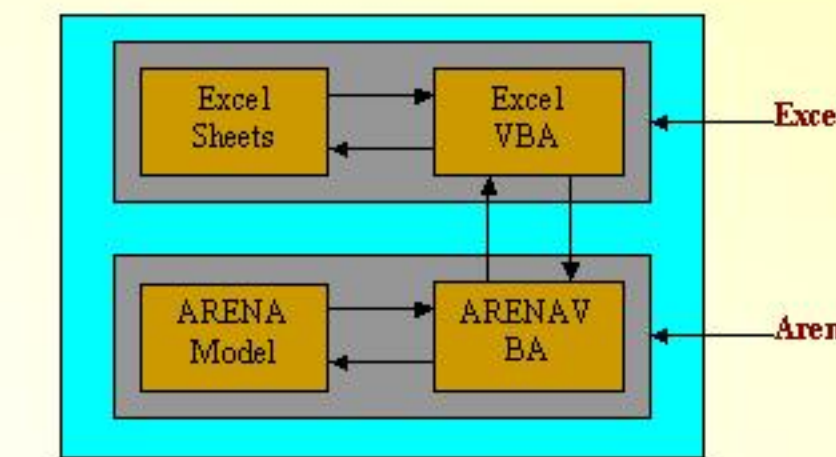 Excel
Sheets
Excel
VBA
Exce
ARENA
Model
ARENAV
BA
Aren